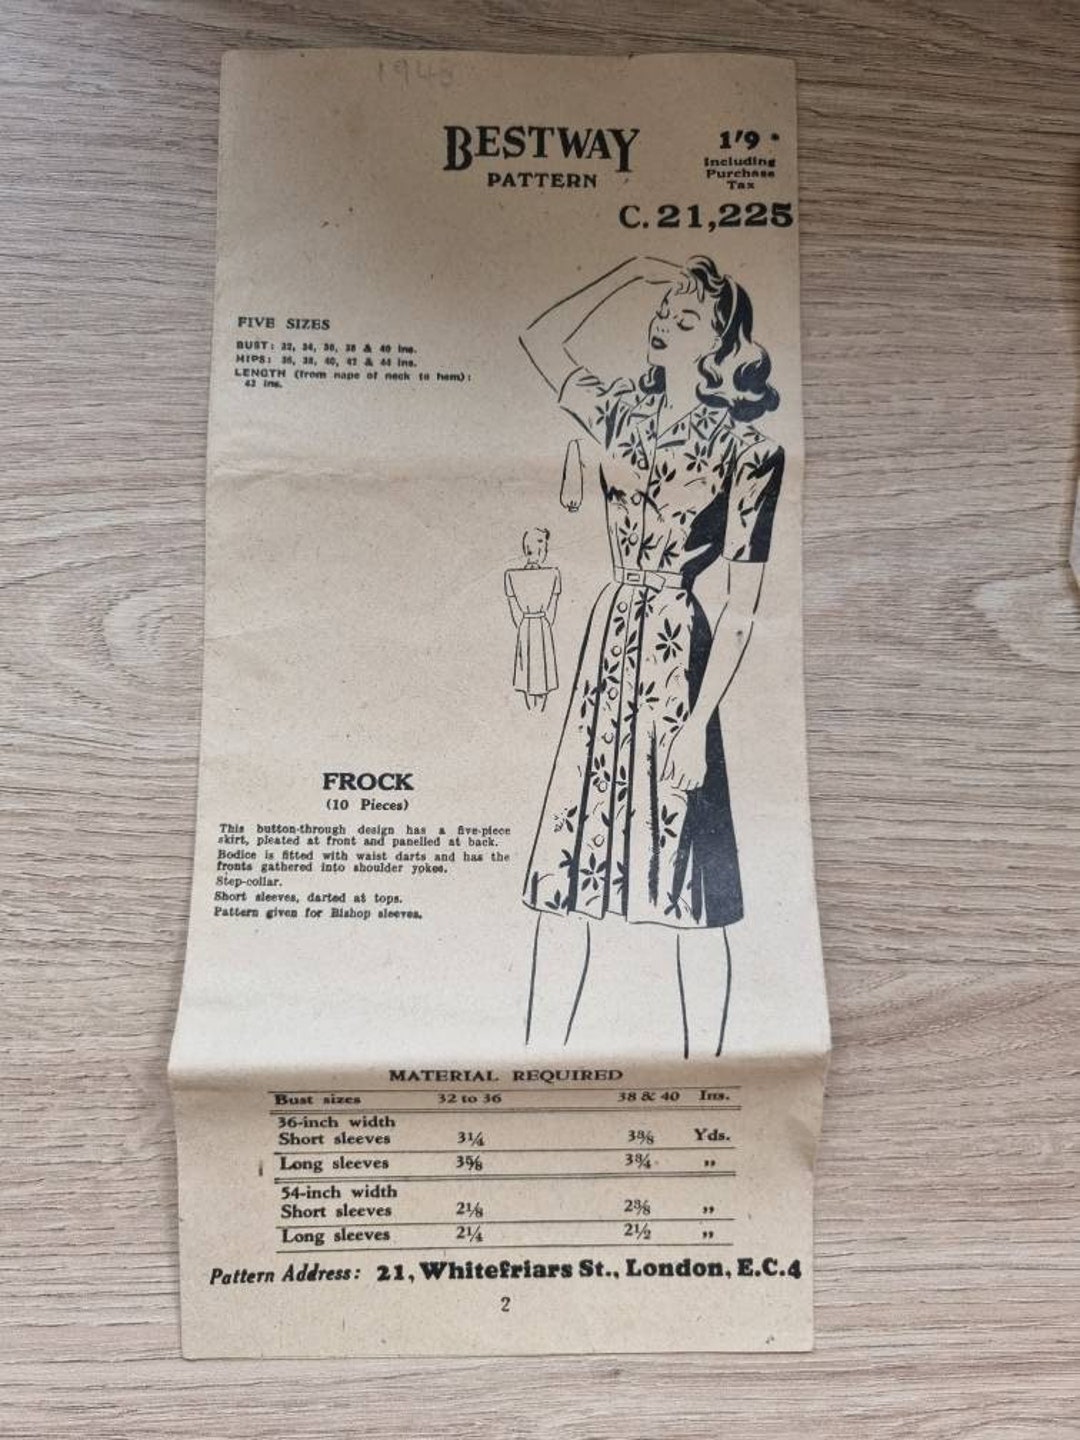 BESTWAY
PATTERN
1'9
Including
Purchase
Tax
C. 21,225
FIVE SIZES
BUST: 32, 34, 36, 38 & 40 ins.
HIPS: 36, 38, 40, 42 & 44 ins.
LENGTH (from nape of neck to hem):
42 ins.
FROCK
(10 Pieces)
This button-through design has a five-piece
skirt, pleated at front and panelled at back.
Bodice is fitted with waist darts and has the
fronts gathered into shoulder yokes.
Step-collar.
Short sleeves, darted at tops.
Pattern given for Bishop sleeves.
MATERIAL REQUIRED
Bust sizes 32 to 36 38 & 40 Ins.
36-inch width
Short sleeves 3¼ 3⅜ Yds.
Long sleeves 3⅝ 3¾ "
54-inch width
Short sleeves 2⅛ 2⅜ "
Long sleeves 2¼ 2½ "
Pattern Address: 21, Whitefriars St., London, E.C.4
2